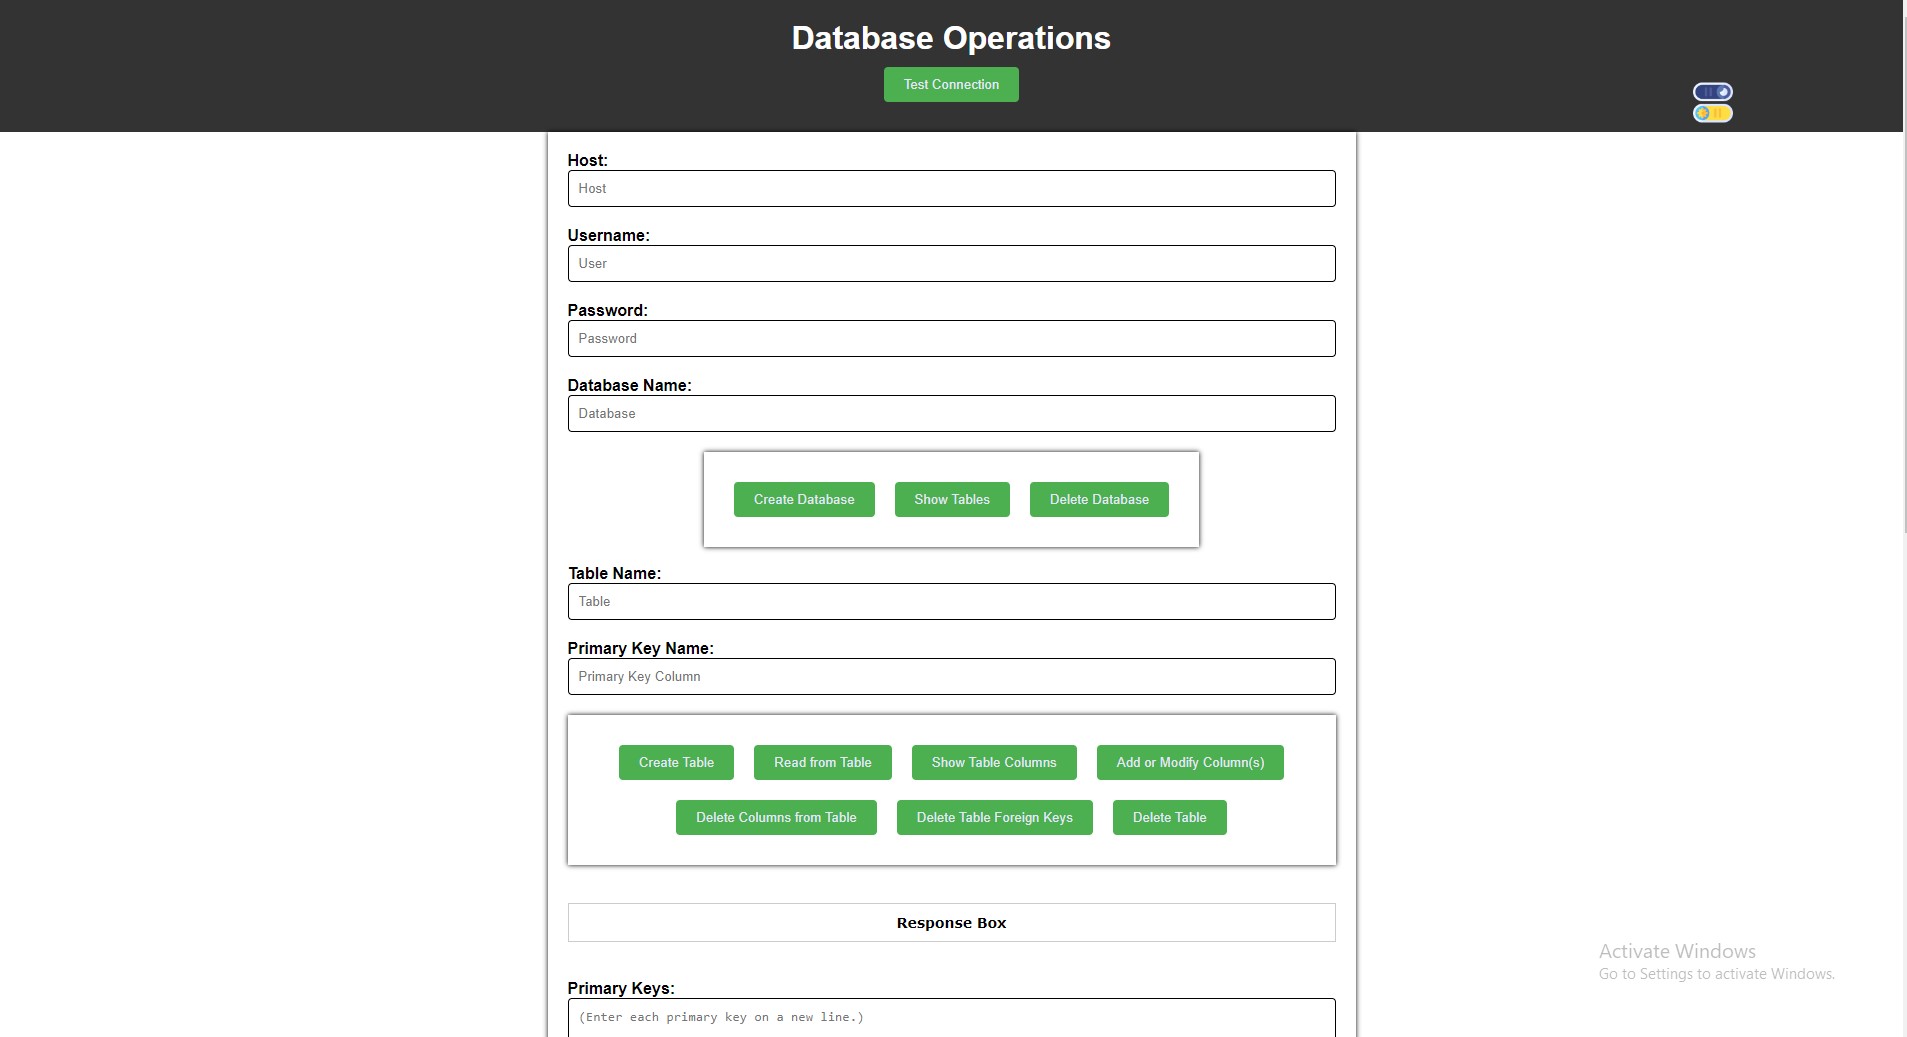 Database Operations
Test Connection
Host:
Host
Username:
User
Password:
Password
Database Name:
Database
Create Database Show Tables Delete Database
Table Name:
Table
Primary Key Name:
Primary Key Column
Create Table Read from Table Show Table Columns Add or Modify Column(s)
Delete Columns from Table Delete Table Foreign Keys Delete Table
Response Box
Activate Windows
Go to Settings to activate Windows.
Primary Keys:
(Enter each primary key on a new line.)